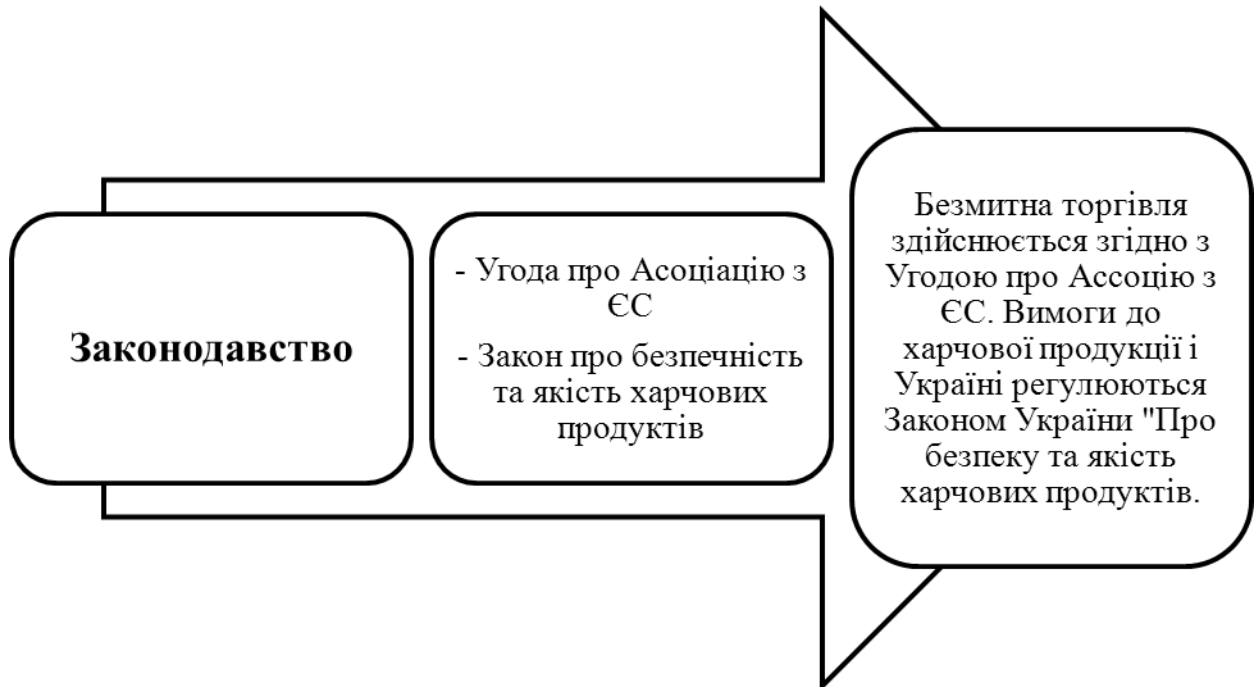 Законодавство
- Угода про Асоціацію з
ЄС
- Закон про безпечність
та якість харчових
продуктів
Безмитна торгівля
здійснюється згідно з
Угодою про Ассоцію з
ЄС. Вимоги до
харчової продукції і
Україні регулюються
Законом України "Про
безпеку та якість
харчових продуктів.